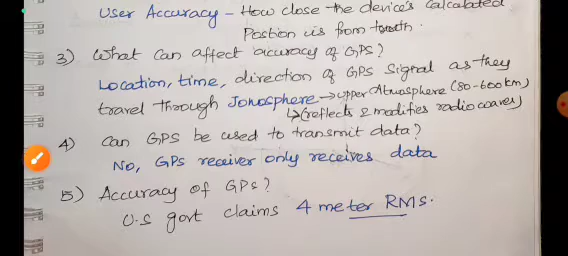 User Accuracy - How close the device's calculated
Position is from truth.
3) What can affect accuracy of GPS?
Location, time, direction of GPS Signal as they
travel through Ionosphere → upper Atmosphere (80-600km)
↳ (reflects & modifies radio waves)
4) Can GPS be used to transmit data?
No, GPS receiver only receives data
5) Accuracy of GPS?
U.S govt claims 4 meter RMS.